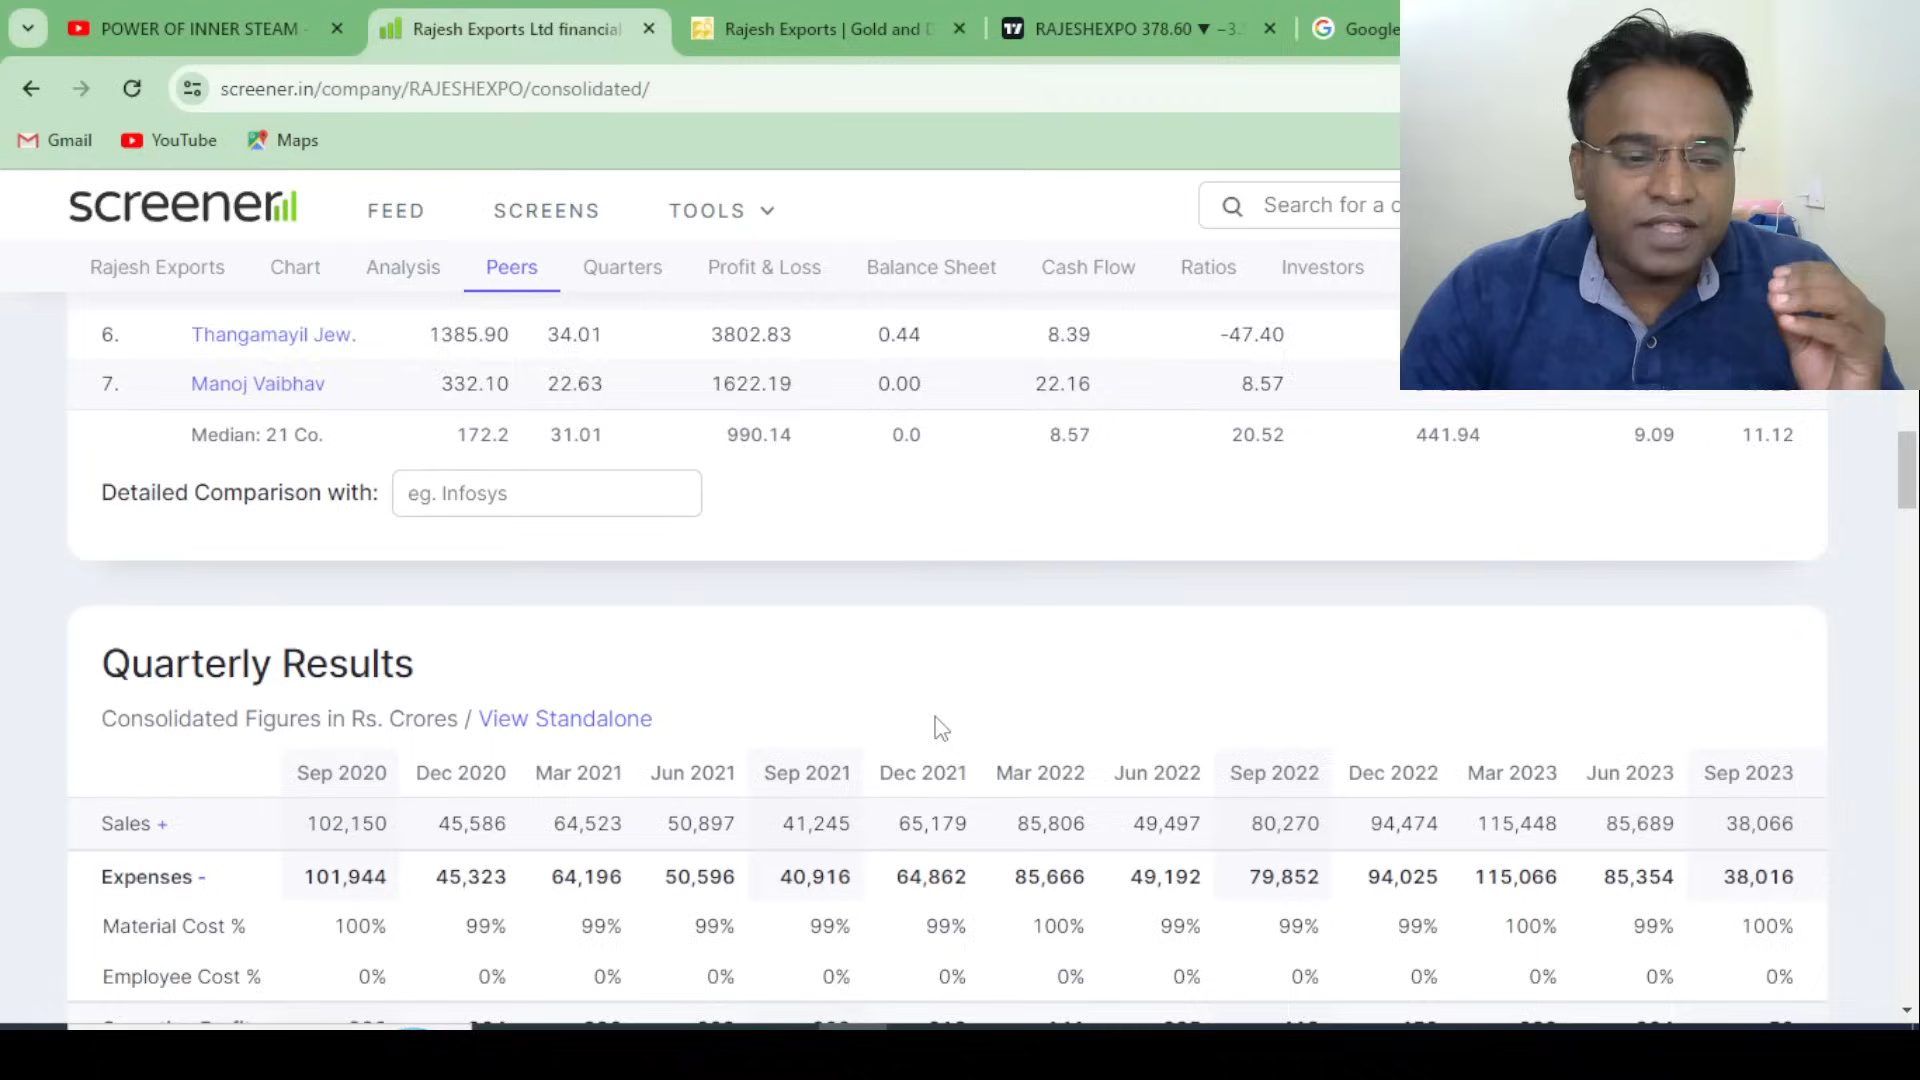 POWER OF INNER STEAM
Rajesh Exports Ltd financial
Rajesh Exports | Gold and D
RAJESHEXPO 378.60 ▼ −3.
Google
screener.in/company/RAJESHEXPO/consolidated/
Gmail YouTube Maps
screener FEED SCREENS TOOLS Search for a c
Rajesh Exports Chart Analysis Peers Quarters Profit & Loss Balance Sheet Cash Flow Ratios Investors
6. Thangamayil Jew. 1385.90 34.01 3802.83 0.44 8.39 -47.40
7. Manoj Vaibhav 332.10 22.63 1622.19 0.00 22.16 8.57
Median: 21 Co. 172.2 31.01 990.14 0.0 8.57 20.52 441.94 9.09 11.12
Detailed Comparison with: eg. Infosys
Quarterly Results
Consolidated Figures in Rs. Crores / View Standalone
Sep 2020 Dec 2020 Mar 2021 Jun 2021 Sep 2021 Dec 2021 Mar 2022 Jun 2022 Sep 2022 Dec 2022 Mar 2023 Jun 2023 Sep 2023
Sales + 102,150 45,586 64,523 50,897 41,245 65,179 85,806 49,497 80,270 94,474 115,448 85,689 38,066
Expenses - 101,944 45,323 64,196 50,596 40,916 64,862 85,666 49,192 79,852 94,025 115,066 85,354 38,016
Material Cost % 100% 99% 99% 99% 99% 99% 100% 99% 99% 99% 100% 99% 100%
Employee Cost % 0% 0% 0% 0% 0% 0% 0% 0% 0% 0% 0% 0% 0%